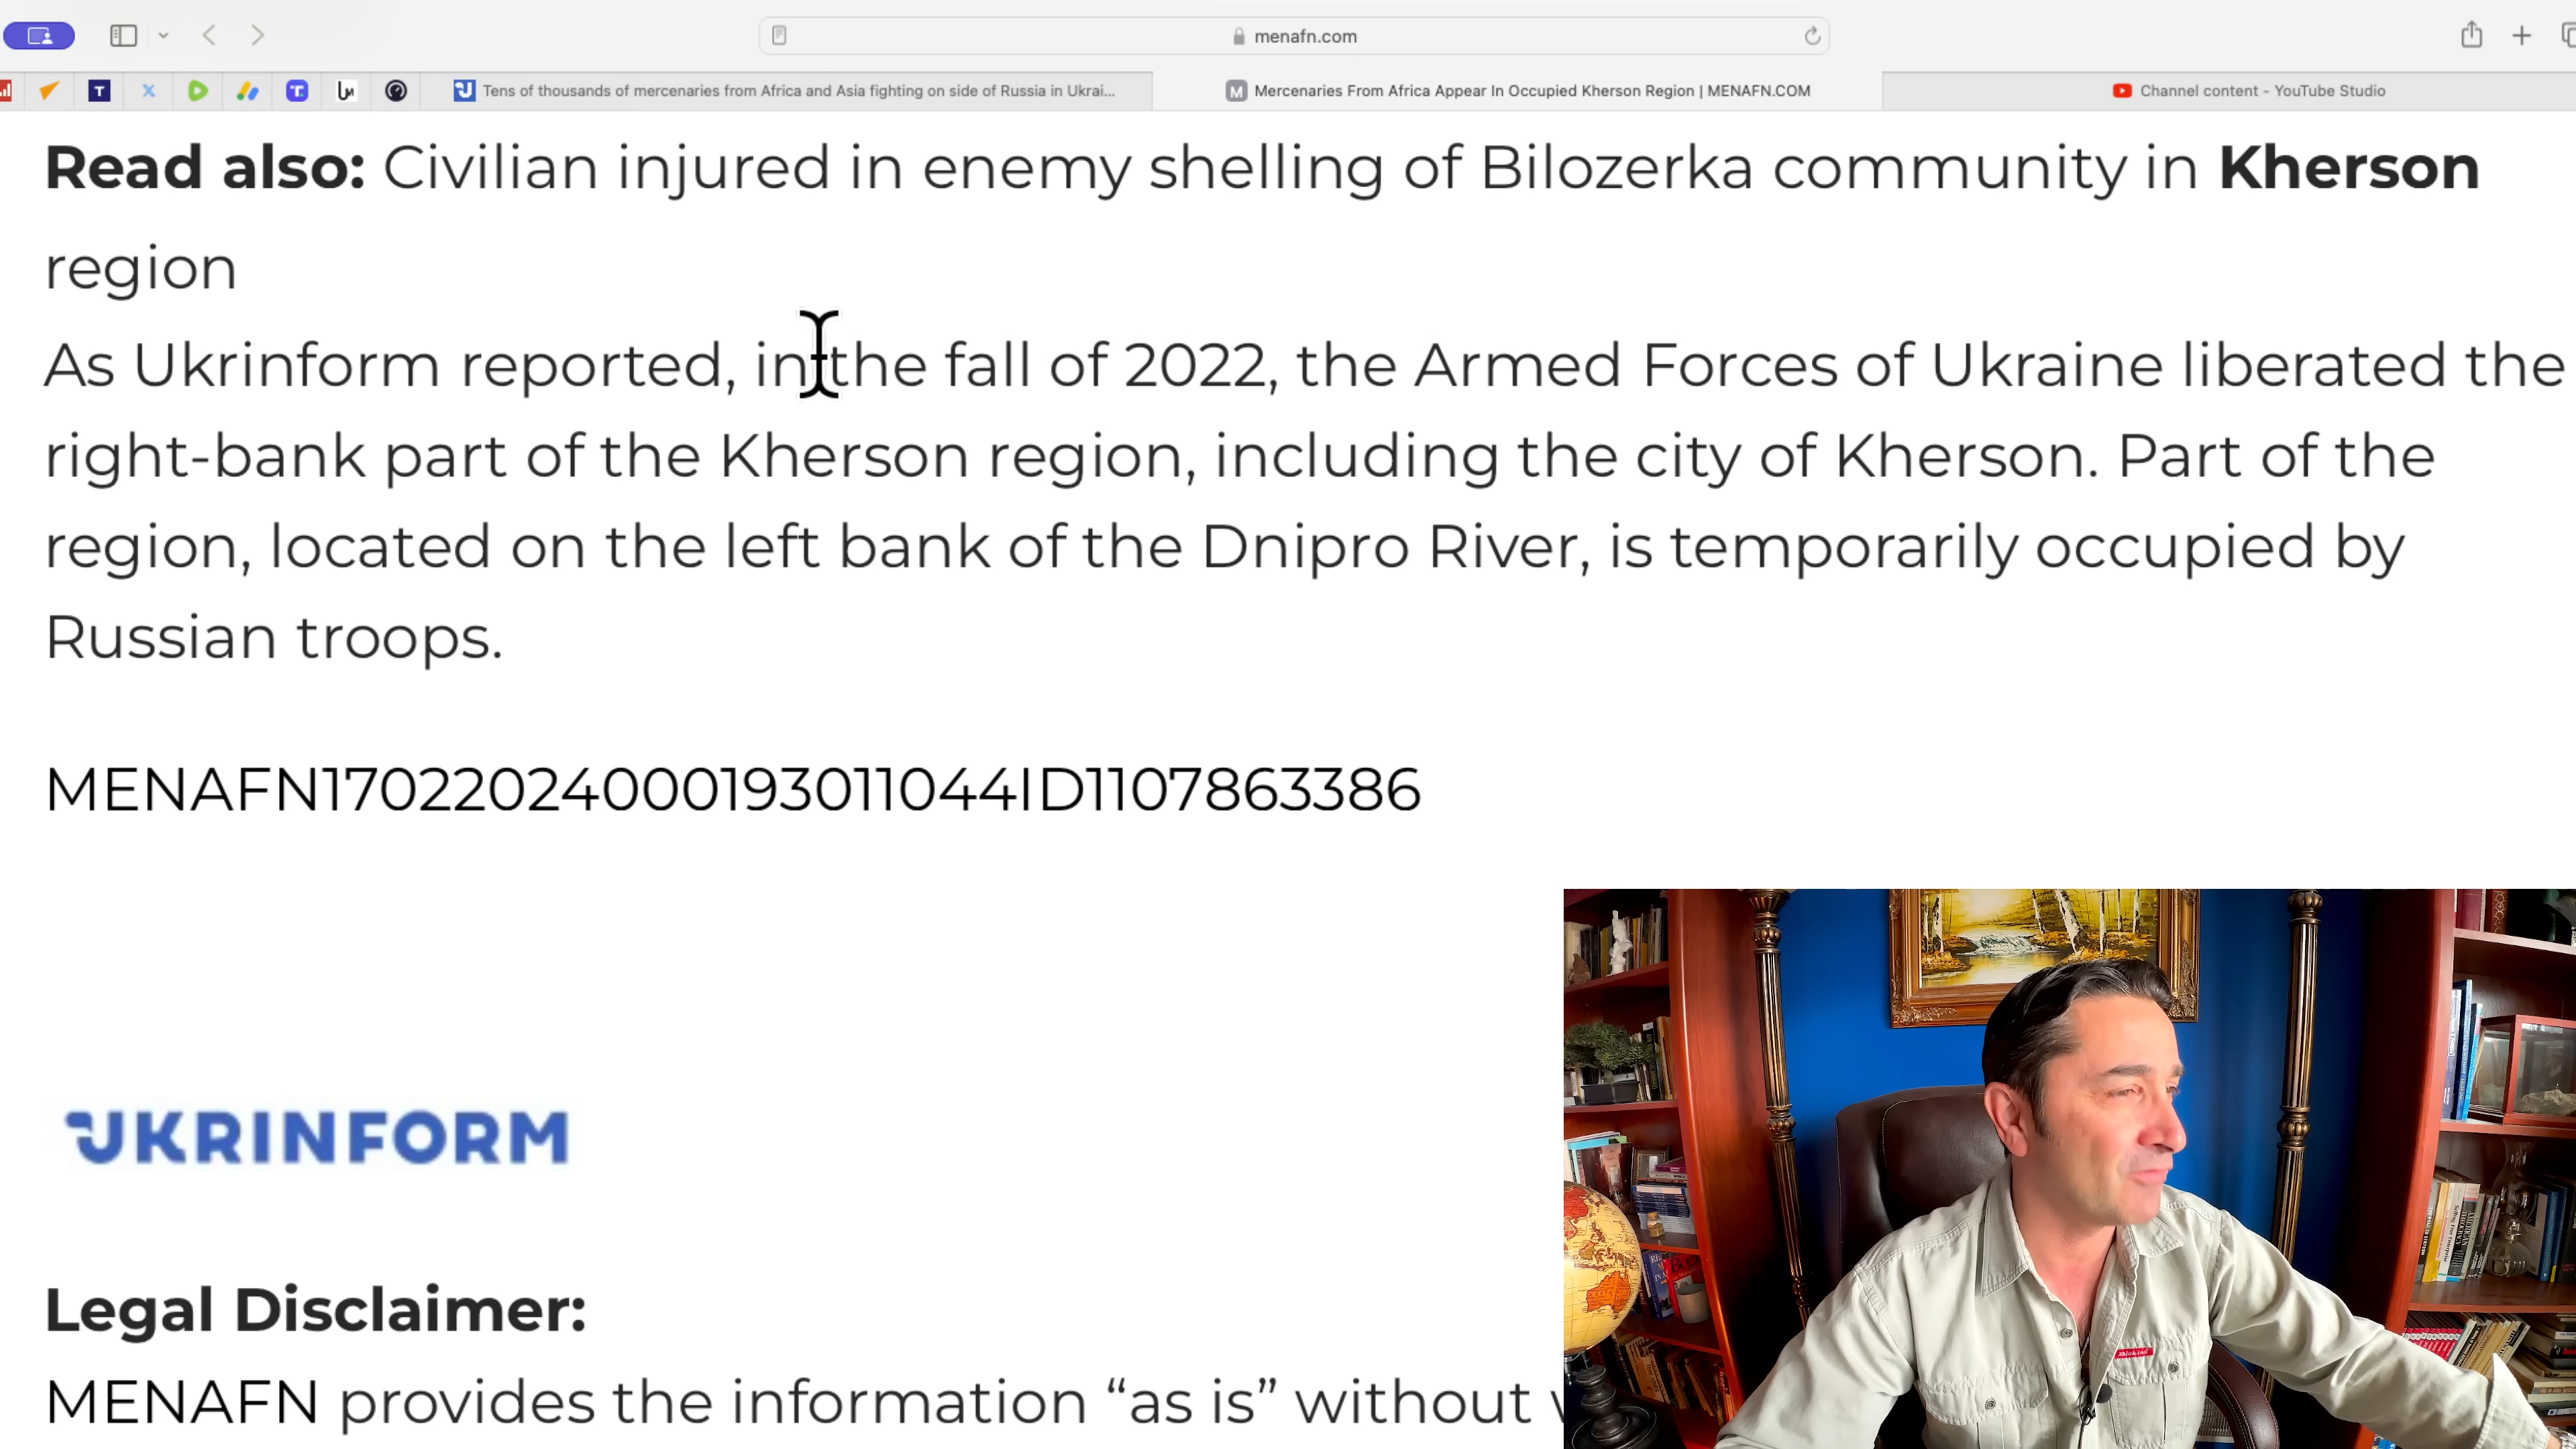 menafn.com
Tens of thousands of mercenaries from Africa and Asia fighting on side of Russia in Ukrai...
Mercenaries From Africa Appear In Occupied Kherson Region | MENAFN.COM
Channel content - YouTube Studio
Read also: Civilian injured in enemy shelling of Bilozerka community in Kherson
region
As Ukrinform reported, in the fall of 2022, the Armed Forces of Ukraine liberated the
right-bank part of the Kherson region, including the city of Kherson. Part of the
region, located on the left bank of the Dnipro River, is temporarily occupied by
Russian troops.
MENAFN17022024000193011044ID1107863386
UKRINFORM
Legal Disclaimer:
MENAFN provides the information “as is” without